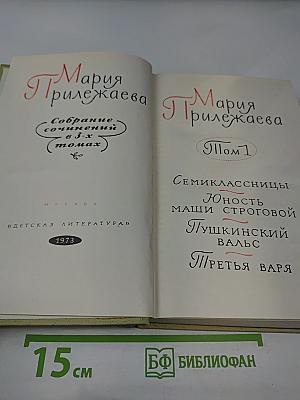 Мария
Прилежаева
Собрание
сочинений
в 3-х
томах
МОСКВА
«ДЕТСКАЯ ЛИТЕРАТУРА»
1973
Мария
Прилежаева
Том 1
Семиклассницы
Юность
маши строговой
Пушкинский
вальс
Третья варя
15 см
БФ БИБЛИОФАН